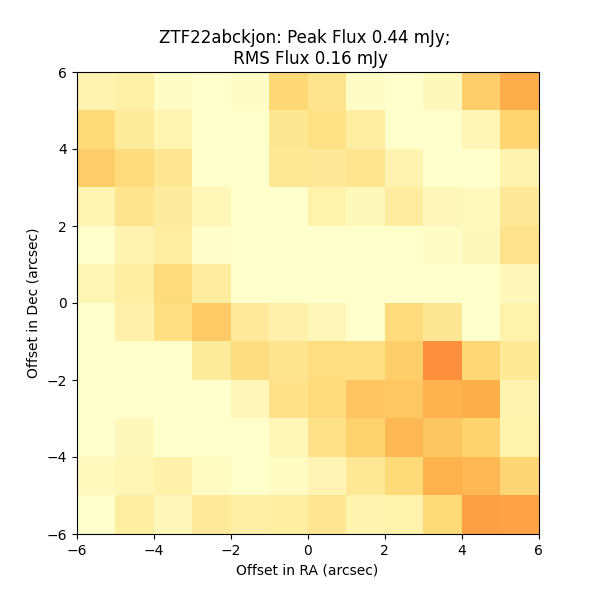 ZTF22abckjon: Peak Flux 0.44 mJy;
RMS Flux 0.16 mJy
6
4
2
0
−2
−4
−6
Offset in Dec (arcsec)
−6 −4 −2 0 2 4 6
Offset in RA (arcsec)